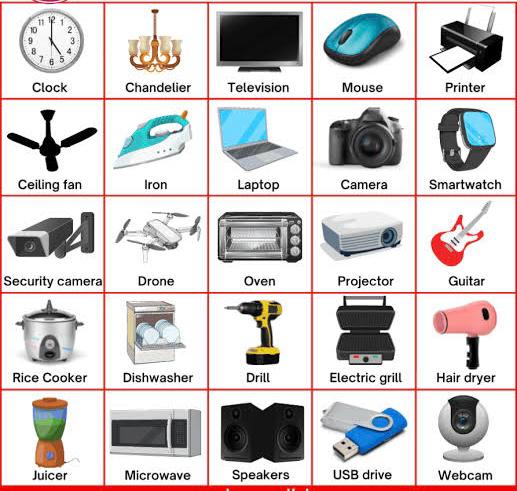 Clock
Chandelier
Television
Mouse
Printer
Ceiling fan
Iron
Laptop
Camera
Smartwatch
Security camera
Drone
Oven
Projector
Guitar
Rice Cooker
Dishwasher
Drill
Electric grill
Hair dryer
Juicer
Microwave
Speakers
USB drive
Webcam